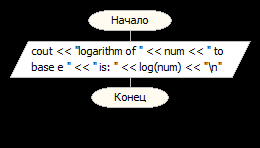 Начало
cout << "logarithm of " << num << " to
base e " << " is: " << log(num) << "\n"
Конец